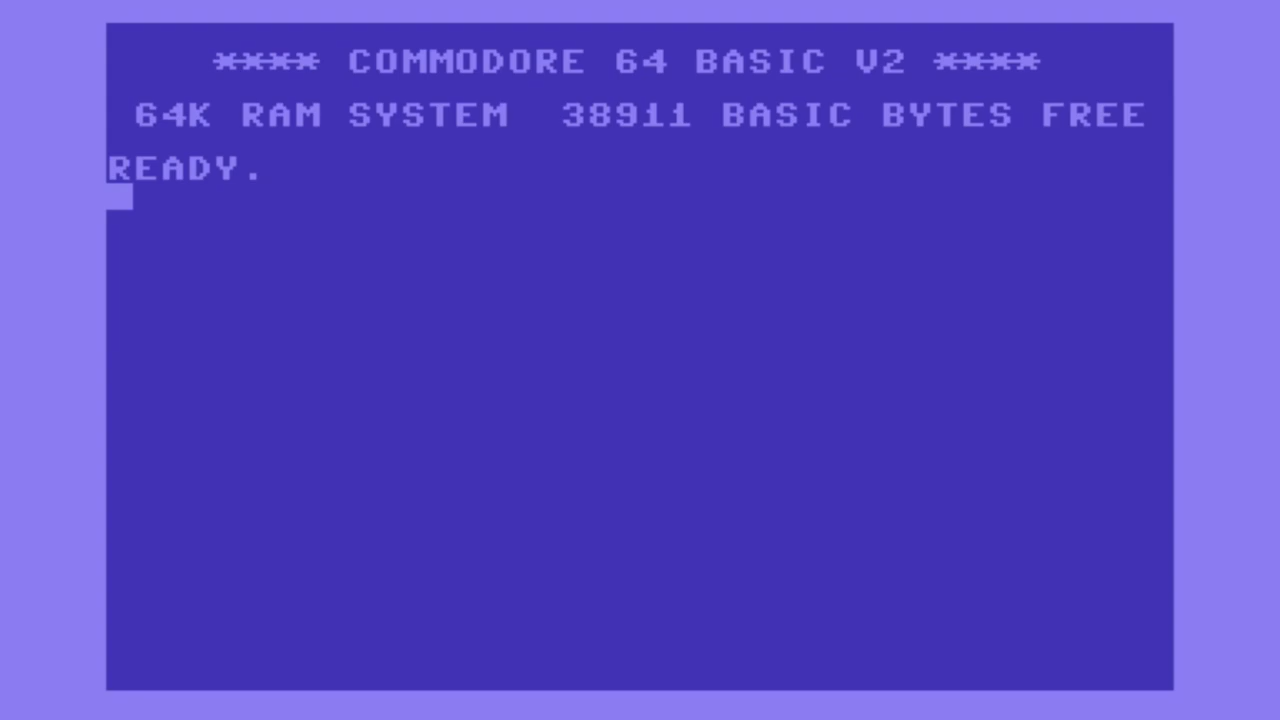 **** COMMODORE 64 BASIC V2 ****
64K RAM SYSTEM  38911 BASIC BYTES FREE
READY.